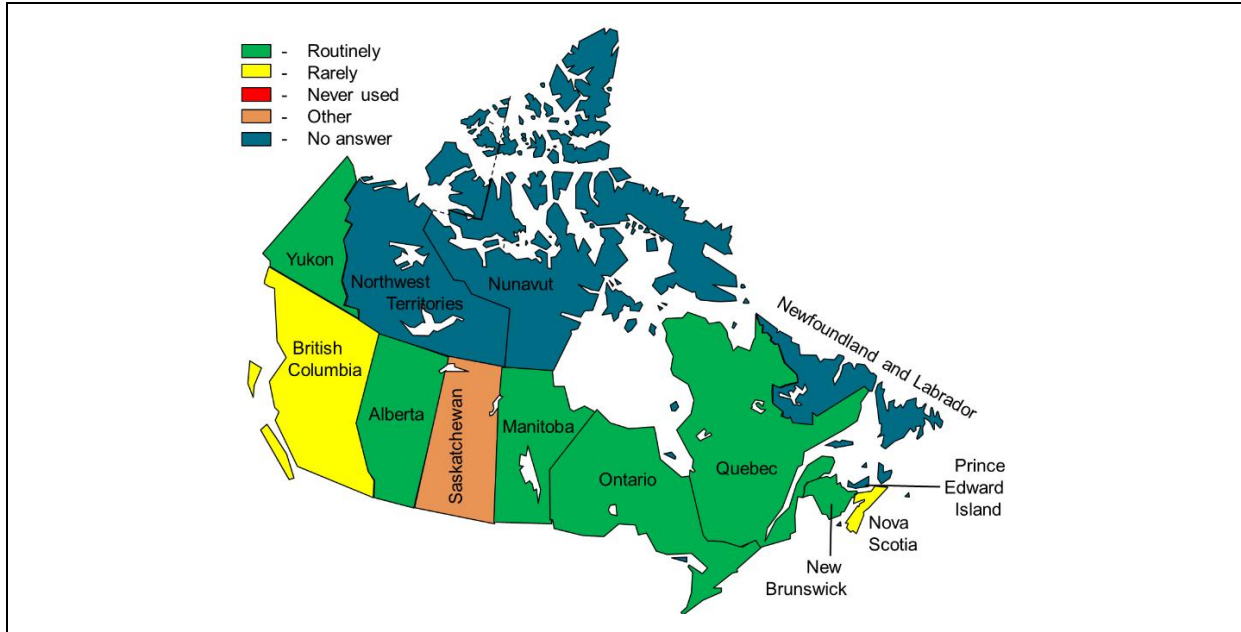 - Routinely
- Rarely
- Never used
- Other
- No answer
Yukon
Northwest
Territories
Nunavut
British
Columbia
Alberta
Saskatchewan
Manitoba
Ontario
Quebec
Newfoundland and Labrador
Prince
Edward
Island
Nova
Scotia
New
Brunswick